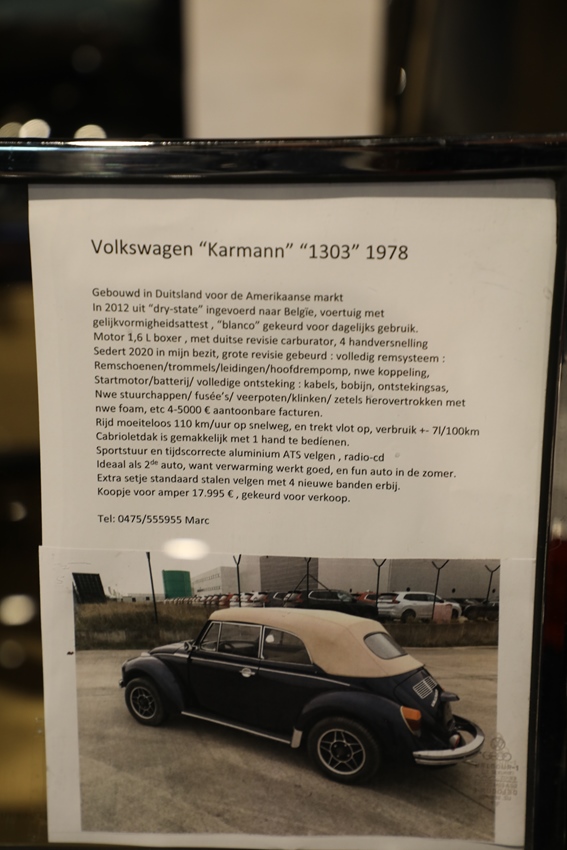 Volkswagen “Karmann” “1303” 1978
Gebouwd in Duitsland voor de Amerikaanse markt
In 2012 uit “dry-state” ingevoerd naar Belgïe, voertuig met
gelijkvormigheidsattest , “blanco” gekeurd voor dagelijks gebruik.
Motor 1,6 L boxer , met duitse revisie carburator, 4 handversnelling
Sedert 2020 in mijn bezit, grote revisie gebeurd : volledig remsysteem :
Remschoenen/trommels/leidingen/hoofdrempomp, nwe koppeling,
Startmotor/batterij/ volledige ontsteking : kabels, bobijn, ontstekingsas,
Nwe stuurchappen/ fusée’s/ veerpoten/klinken/ zetels herovertrokken met
nwe foam, etc 4-5000 € aantoonbare facturen.
Rijd moeiteloos 110 km/uur op snelweg, en trekt vlot op, verbruik +- 7l/100km
Cabrioletdak is gemakkelijk met 1 hand te bedienen.
Sportstuur en tijdscorrecte aluminium ATS velgen , radio-cd
Ideaal als 2de auto, want verwarming werkt goed, en fun auto in de zomer.
Extra setje standaard stalen velgen met 4 nieuwe banden erbij.
Koopje voor amper 17.995 € , gekeurd voor verkoop.
Tel: 0475/555955 Marc